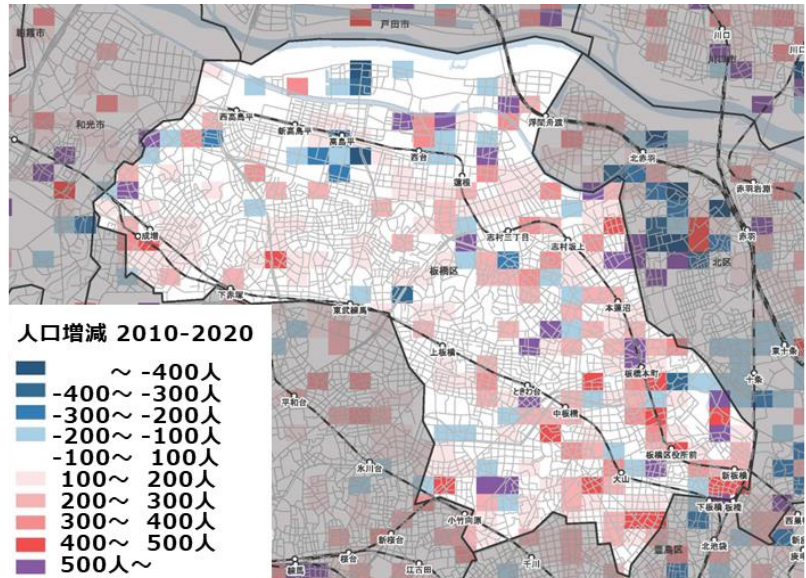 朝霞市
戸田市
川口
川口市
和光市
西高島平
新高島平
高島平
西台
浮間舟渡
北赤羽
蓮根
赤羽岩淵
成増
志村三丁目
志村坂上
赤羽
北区
板橋区
下赤塚
東武練馬
本蓮沼
人口増減 2010-2020
～ -400人
-400～ -300人
-300～ -200人
-200～ -100人
-100～ 100人
100～ 200人
200～ 300人
300～ 400人
400～ 500人
500人～
上板橋
東十条
板橋本町
十条
ときわ台
平和台
中板橋
板橋区役所前
氷川台
大山
新板橋
下板橋
板橋
小竹向原
新桜台
豊島区
北池袋
練馬
桜台
江古田
千川